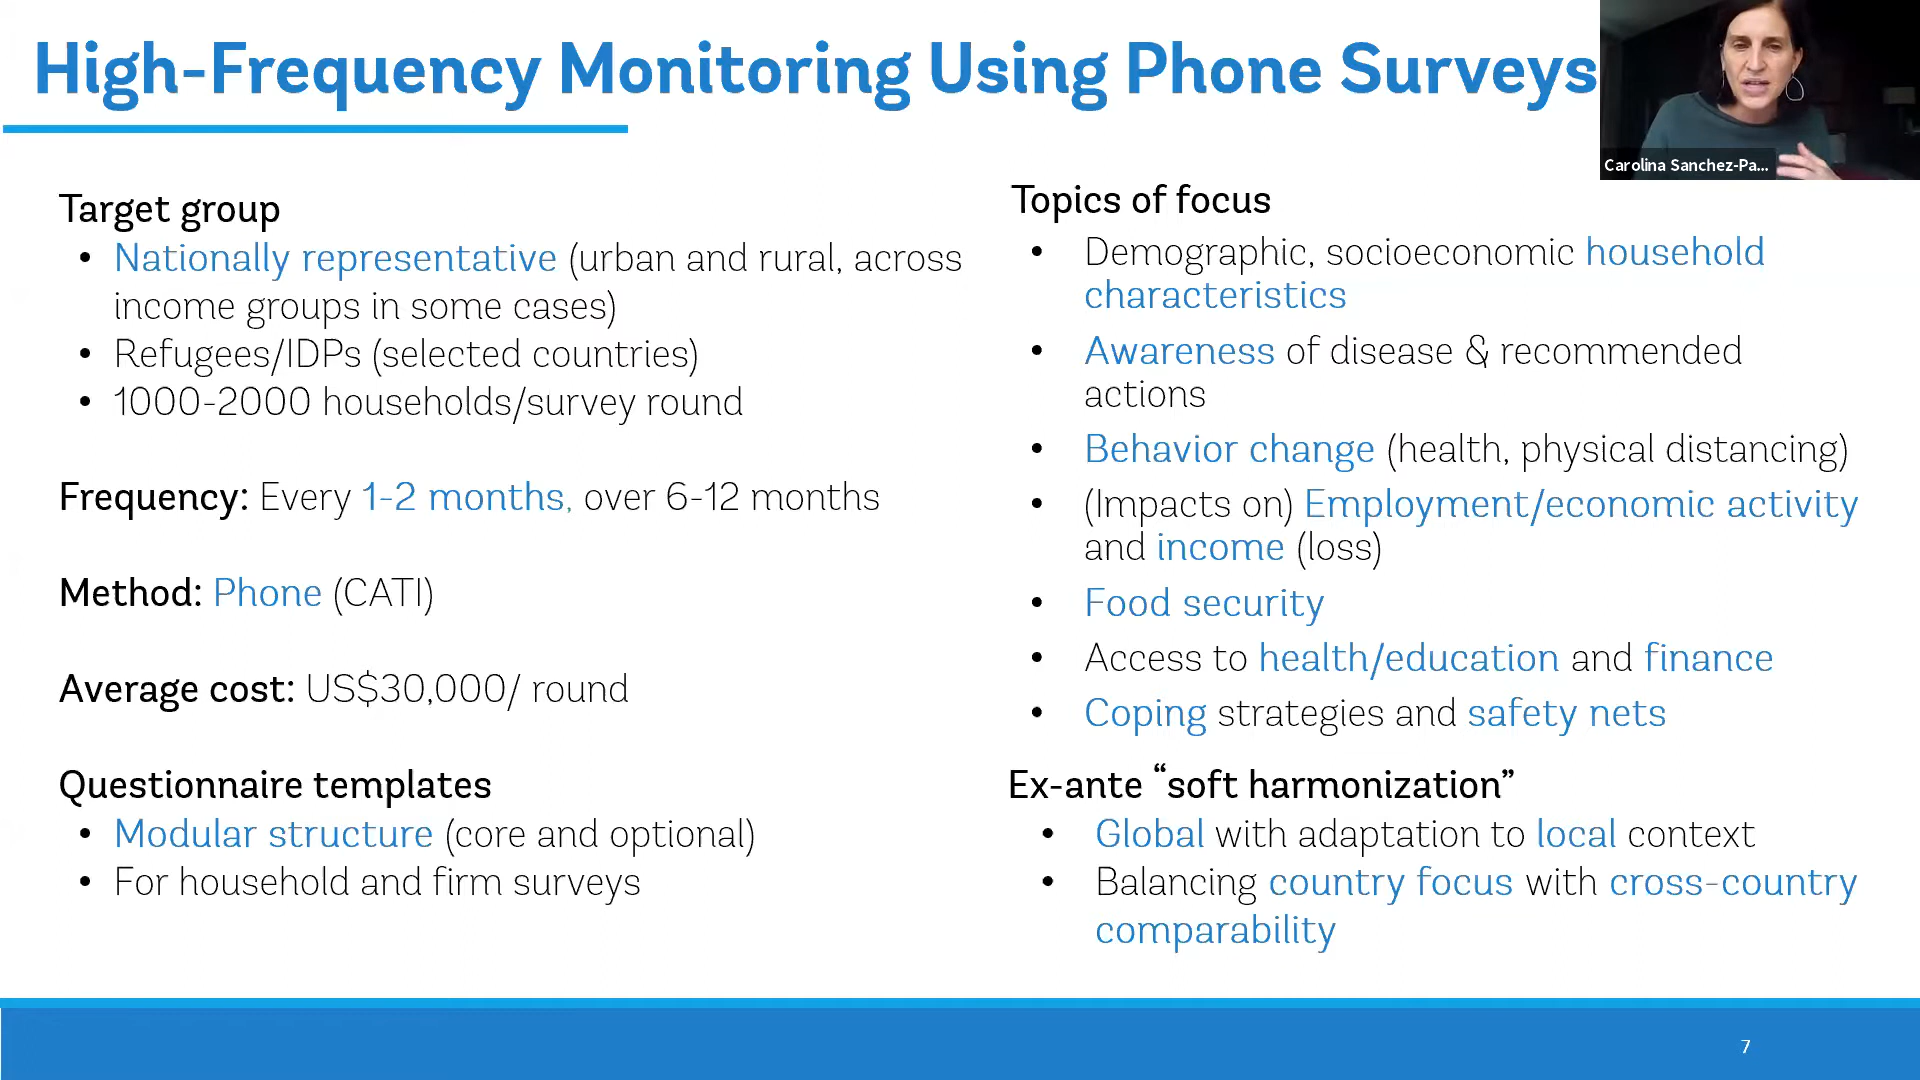 High-Frequency Monitoring Using Phone Surveys
Carolina Sanchez-Pa...
Target group
• Nationally representative (urban and rural, across
income groups in some cases)
• Refugees/IDPs (selected countries)
• 1000-2000 households/survey round
Frequency: Every 1-2 months, over 6-12 months
Method: Phone (CATI)
Average cost: US$30,000/ round
Questionnaire templates
• Modular structure (core and optional)
• For household and firm surveys
Topics of focus
• Demographic, socioeconomic household
characteristics
• Awareness of disease & recommended
actions
• Behavior change (health, physical distancing)
• (Impacts on) Employment/economic activity
and income (loss)
• Food security
• Access to health/education and finance
• Coping strategies and safety nets
Ex-ante “soft harmonization”
• Global with adaptation to local context
• Balancing country focus with cross-country
comparability
7